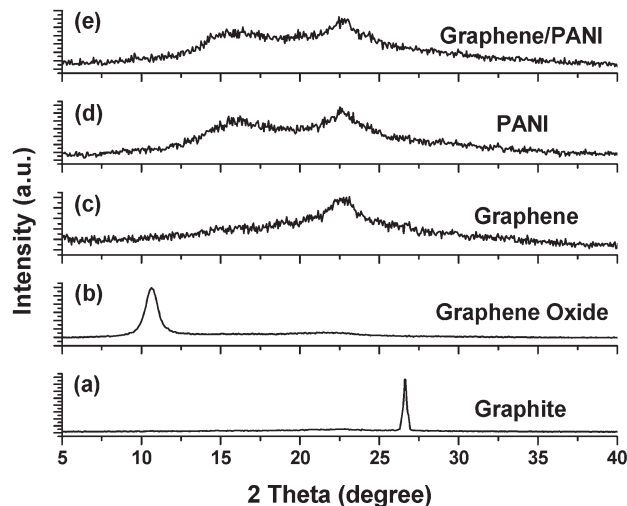 (e)
Graphene/PANI
(d)
PANI
(c)
Graphene
(b)
Graphene Oxide
(a)
Graphite
Intensity (a.u.)
5 10 15 20 25 30 35 40
2 Theta (degree)